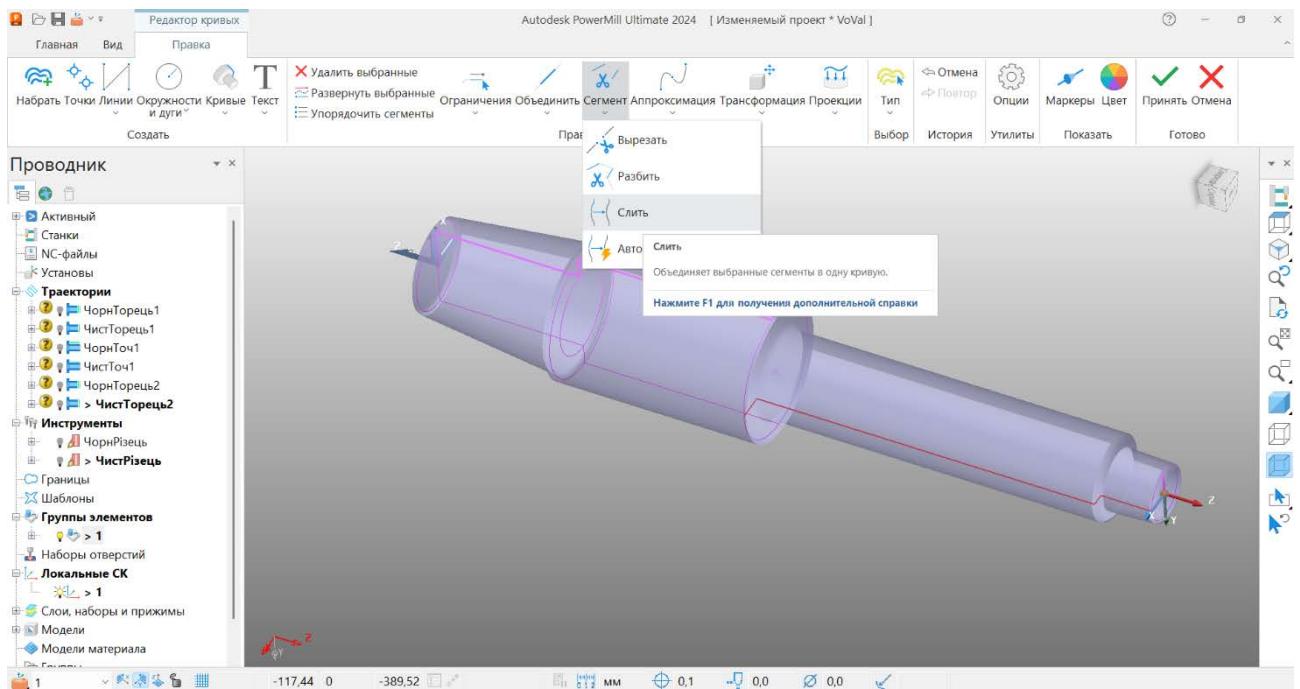 Редактор кривых
Autodesk PowerMill Ultimate 2024 [ Изменяемый проект * VoVal ]
Главная Вид Правка
Удалить выбранные
Развернуть выбранные
Упорядочить сегменты
Набрать Точки Линии Окружности и дуги Кривые Текст
Ограничения Объединить Сегмент Аппроксимация Трансформация Проекции
Тип
Отмена
Повтор
Опции
Маркеры Цвет
Принять Отмена
Создать
Выбор История Утилиты Показать Готово
Вырезать
Разбить
Слить
Авто
Слить
Объединяет выбранные сегменты в одну кривую.
Нажмите F1 для получения дополнительной справки
Проводник
Активный
Станки
NC-файлы
Установы
Траектории
ЧорнТорець1
ЧистТорець1
ЧорнТоч1
ЧистТоч1
ЧорнТорець2
> ЧистТорець2
Инструменты
ЧорнРізець
> ЧистРізець
Границы
Шаблоны
Группы элементов
> 1
Наборы отверстий
Локальные СК
> 1
Слои, наборы и прижимы
Модели
Модели материала
Z
X
Z
X
Y
Z
Y
1 -117,44 0 -389,52 мм 0,1 0,0 0,0